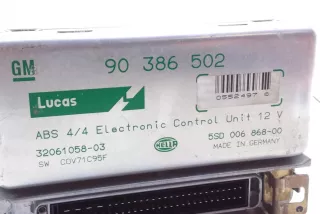 GM
90 386 502
0552497 0
Lucas
ABS 4/4 Electronic Control Unit 12 V
32061058-03
HELLA
5SD 006 868-00
SW CDV71C95F
MADE IN GERMANY